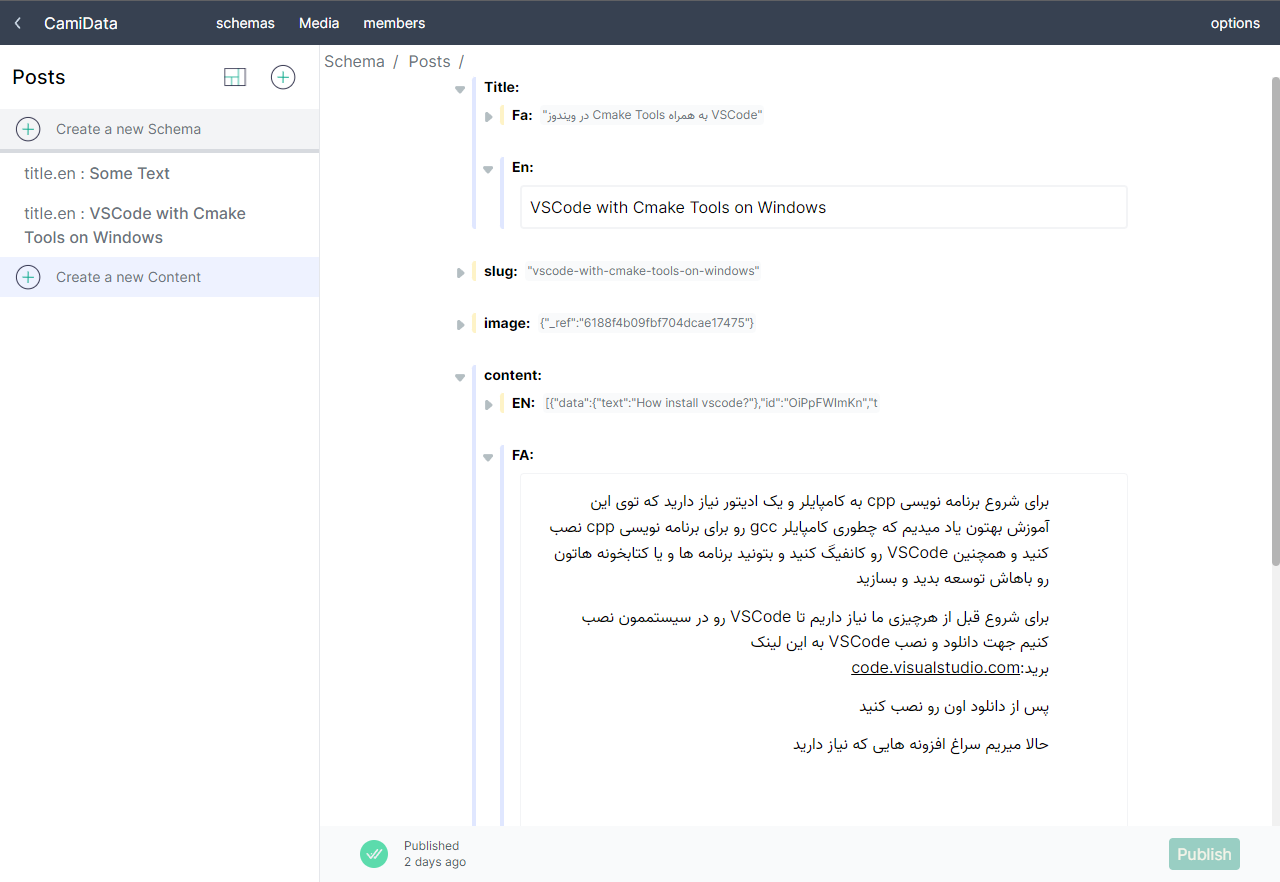 CamiData schemas Media members options
Posts
Create a new Schema
title.en : Some Text
title.en : VSCode with Cmake
Tools on Windows
Create a new Content
Schema / Posts /
Title:
Fa: "VSCode به همراه Cmake Tools در ویندوز"
En:
VSCode with Cmake Tools on Windows
slug: "vscode-with-cmake-tools-on-windows"
image: {"_ref":"6188f4b09fbf704dcae17475"}
content:
EN: [{"data":{"text":"How install vscode?"},"id":"OiPpFWlmKn","t
FA:
برای شروع برنامه نویسی cpp به کامپایلر و یک ادیتور نیاز دارید که توی این
آموزش بهتون یاد میدیم که چطوری کامپایلر gcc رو برای برنامه نویسی cpp نصب
کنید و همچنین VSCode رو کانفیگ کنید و بتونید برنامه ها و یا کتابخونه هاتون
رو باهاش توسعه بدید و بسازید
برای شروع قبل از هرچیزی ما نیاز داریم تا VSCode رو در سیستممون نصب
کنیم جهت دانلود و نصب VSCode به این لینک
برید:code.visualstudio.com
پس از دانلود اون رو نصب کنید
حالا میریم سراغ افزونه هایی که نیاز دارید
Published
2 days ago
Publish